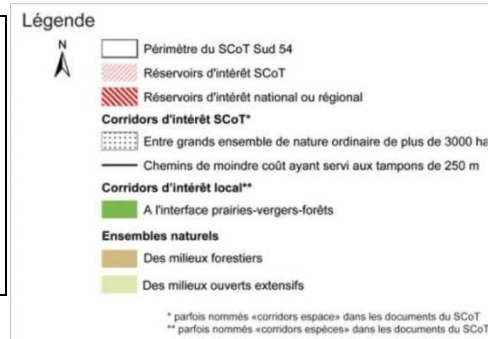 Légende
N
Périmètre du SCoT Sud 54
Réservoirs d'intérêt SCoT
Réservoirs d'intérêt national ou régional
Corridors d'intérêt SCoT*
Entre grands ensemble de nature ordinaire de plus de 3000 ha
Chemins de moindre coût ayant servi aux tampons de 250 m
Corridors d'intérêt local**
A l'interface prairies-vergers-forêts
Ensembles naturels
Des milieux forestiers
Des milieux ouverts extensifs
* parfois nommés «corridors espace» dans les documents du SCoT
** parfois nommés «corridors espèces» dans les documents du SCoT